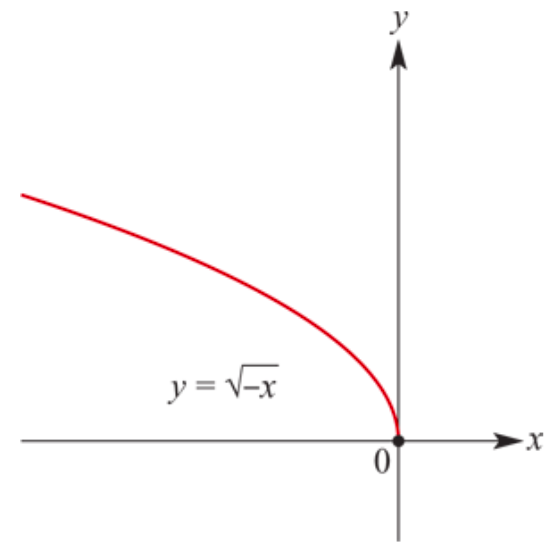 y
y = √–x
x
0